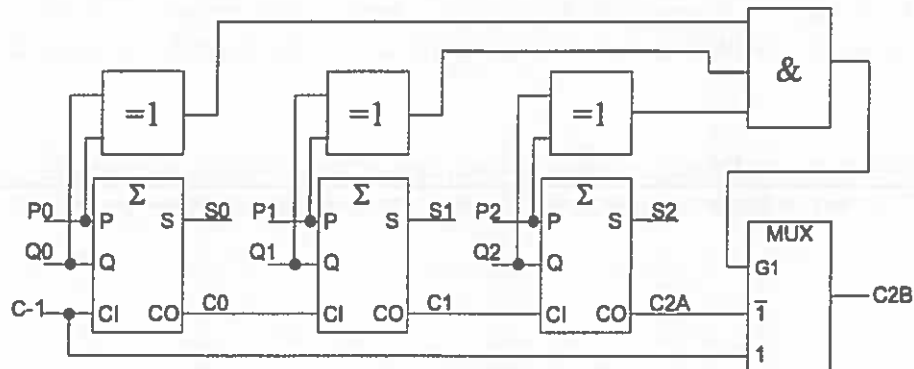 &
=1 =1 =1
Σ Σ Σ
P0 P S S0 P1 P S S1 P2 P S S2
MUX
Q0 Q Q1 Q Q2 Q
G1
C2B
C-1 CI CO C0 CI CO C1 CI CO C2A 1̅
1